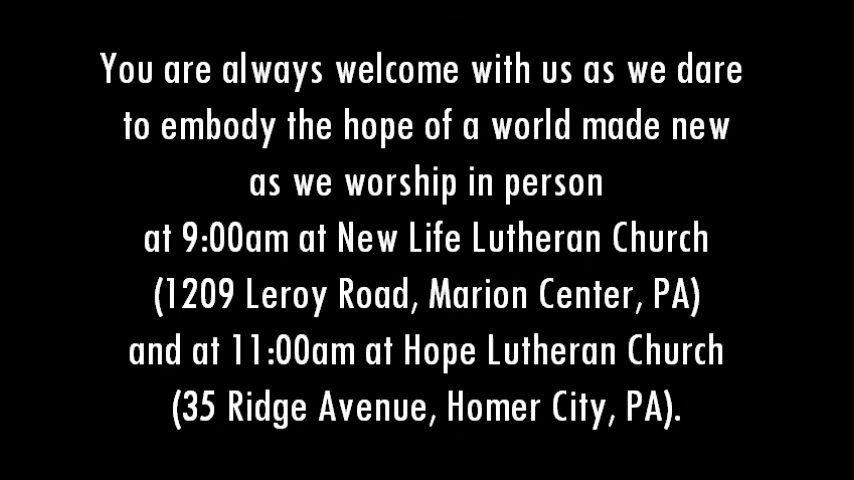 You are always welcome with us as we dare
to embody the hope of a world made new
as we worship in person
at 9:00am at New Life Lutheran Church
(1209 Leroy Road, Marion Center, PA)
and at 11:00am at Hope Lutheran Church
(35 Ridge Avenue, Homer City, PA).